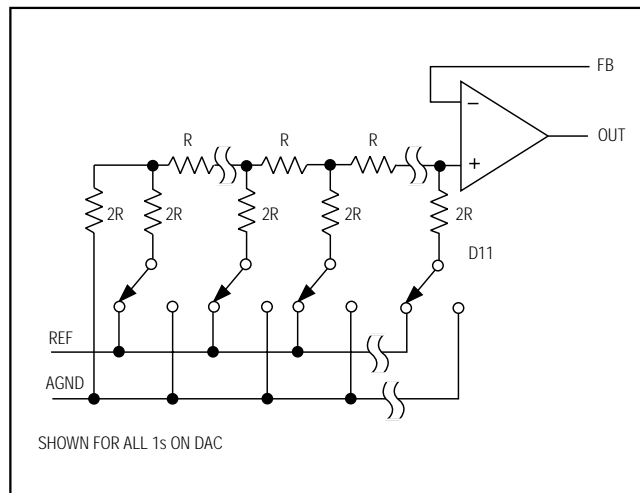 FB
OUT
R R R
− +
2R 2R 2R 2R 2R
D11
REF
AGND
SHOWN FOR ALL 1s ON DAC